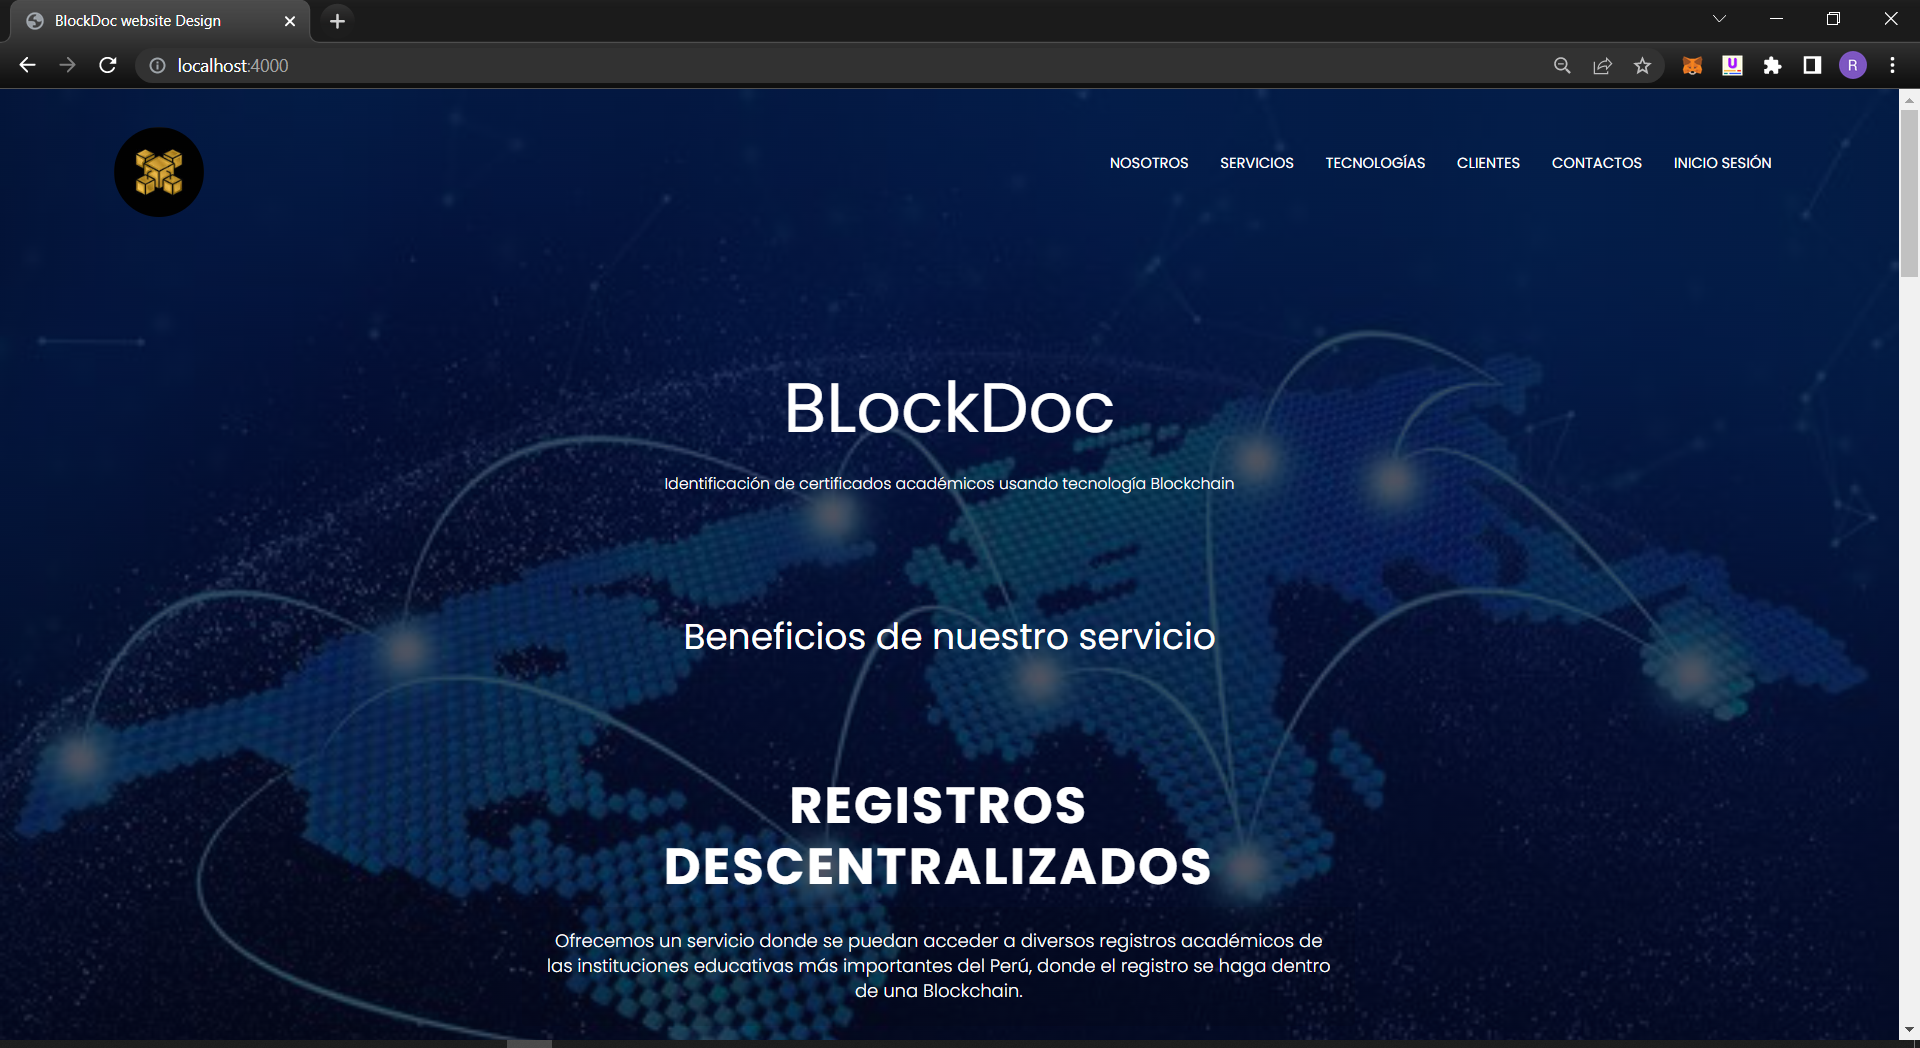 BlockDoc website Design
localhost:4000
R
NOSOTROS SERVICIOS TECNOLOGÍAS CLIENTES CONTACTOS INICIO SESIÓN
BLockDoc
Identificación de certificados académicos usando tecnología Blockchain
Beneficios de nuestro servicio
REGISTROS
DESCENTRALIZADOS
Ofrecemos un servicio donde se puedan acceder a diversos registros académicos de
las instituciones educativas más importantes del Perú, donde el registro se haga dentro
de una Blockchain.